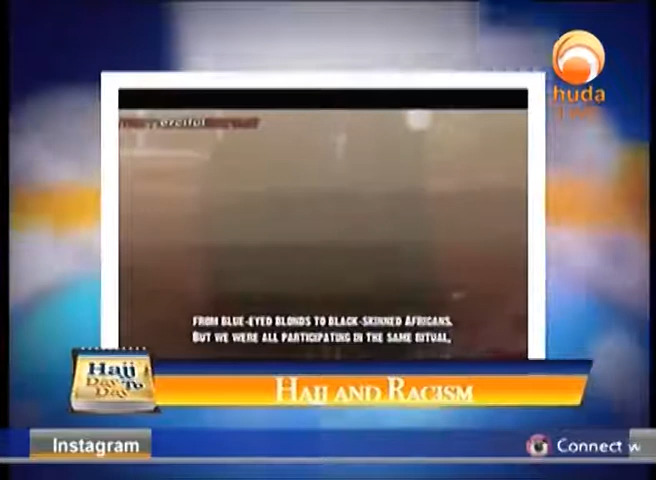 huda
FROM BLUE-EYED BLONDS TO BLACK-SKINNED AFRICANS.
BUT WE WERE ALL PARTICIPATING IN THE SAME RITUAL,
Hajj
Day To
Day
HAJJ AND RACISM
Instagram
Connect w